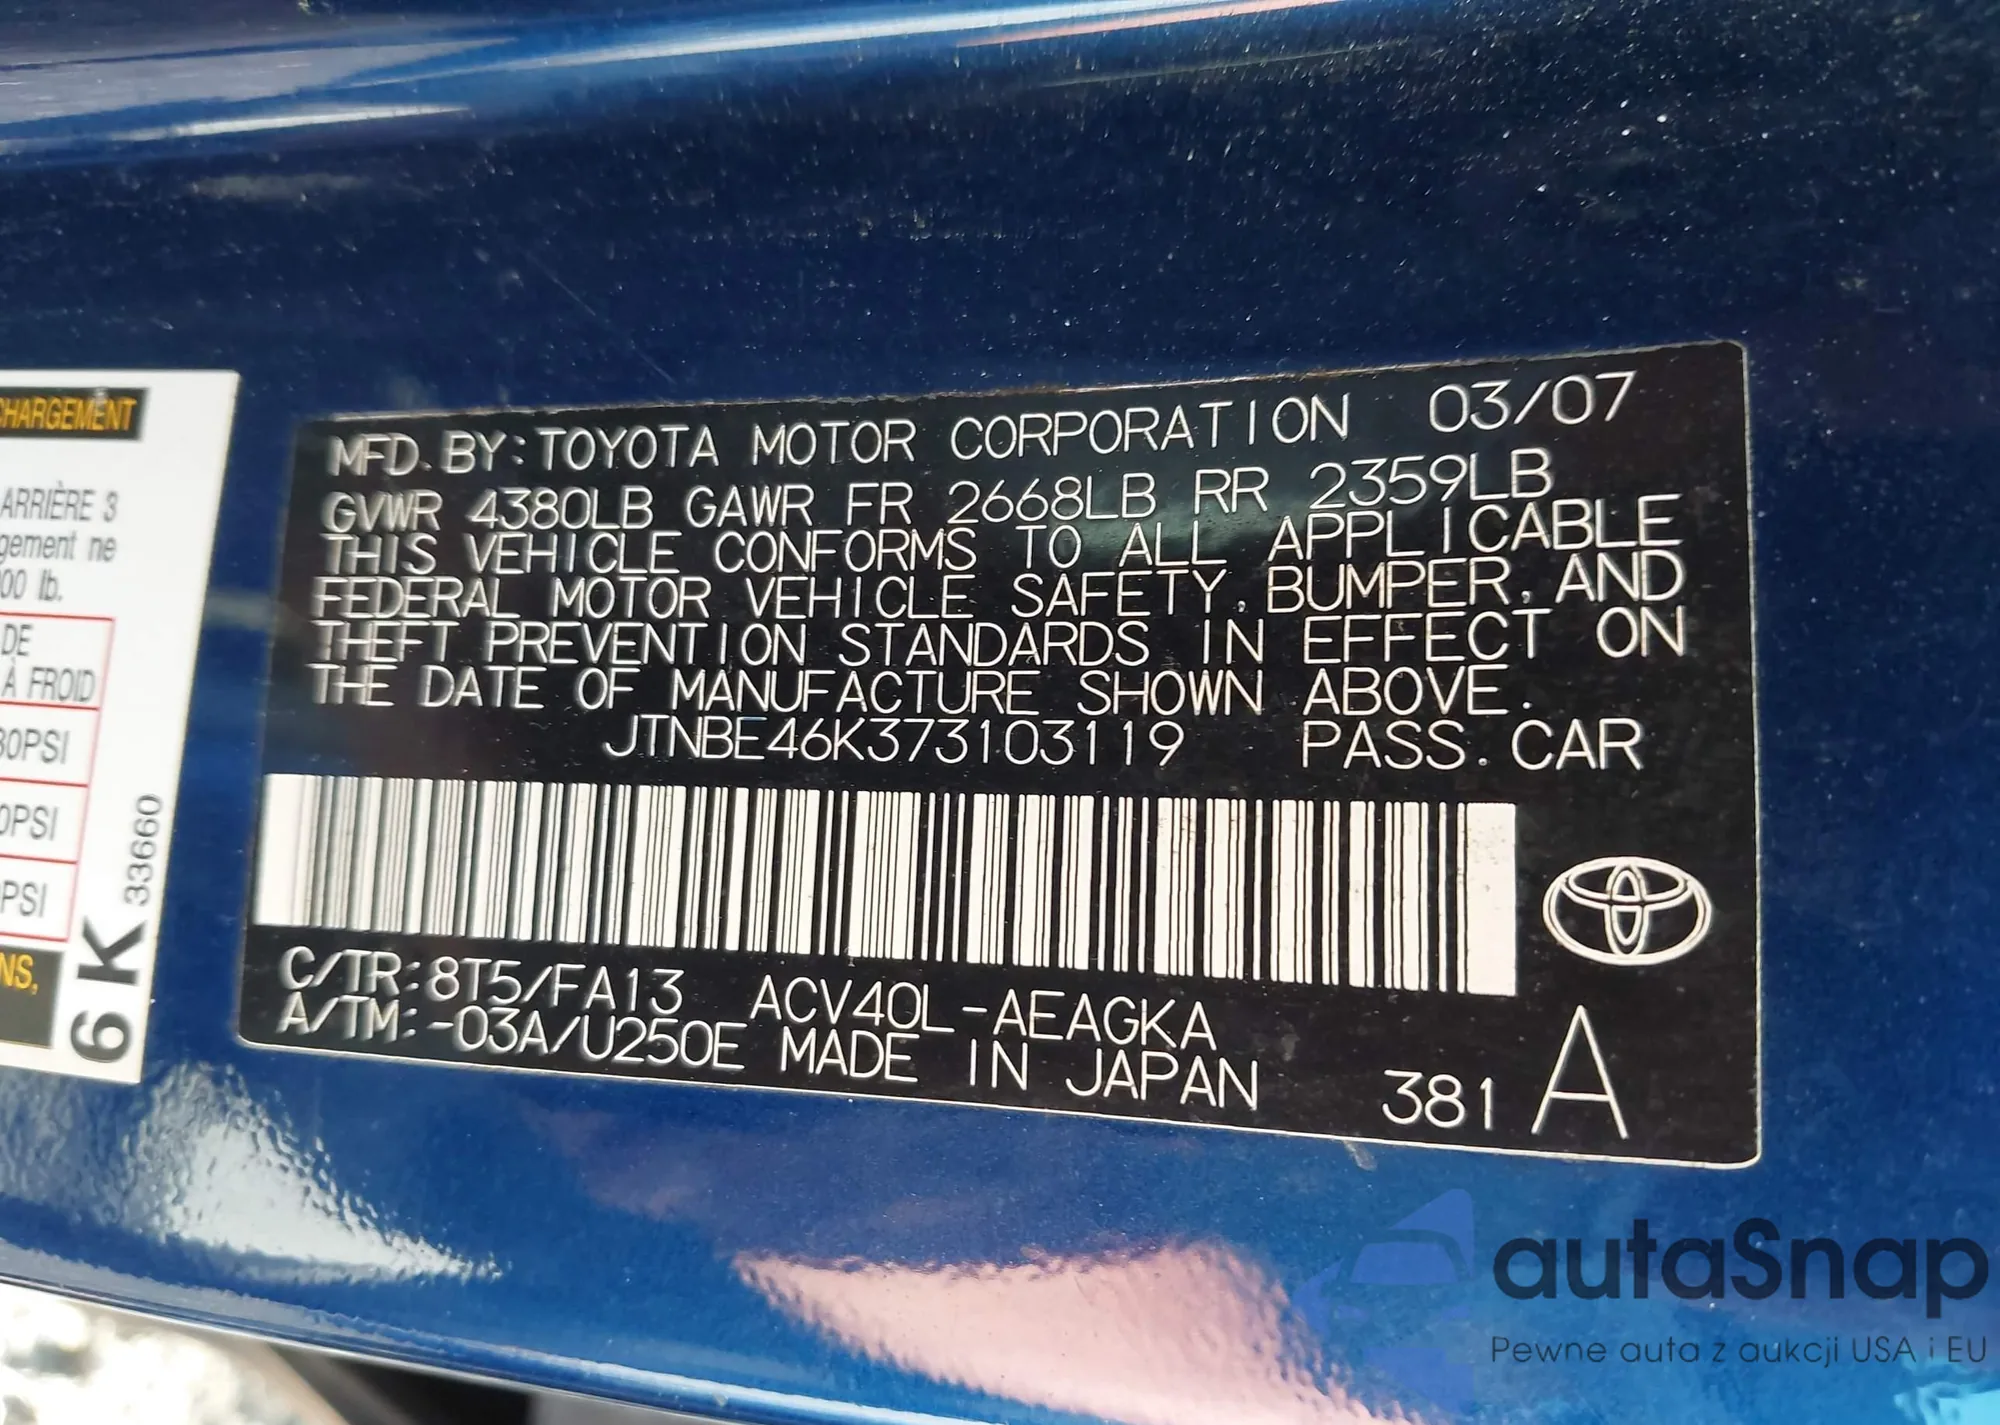 CHARGEMENT
ARRIÈRE 3
gement ne
00 lb.
DE
À FROID
30PSI
0PSI
PSI
NS,
6K
33660
MFD. BY: TOYOTA MOTOR CORPORATION 03/07
GVWR 4380LB GAWR FR 2668LB RR 2359LB
THIS VEHICLE CONFORMS TO ALL APPLICABLE
FEDERAL MOTOR VEHICLE SAFETY, BUMPER, AND
THEFT PREVENTION STANDARDS IN EFFECT ON
THE DATE OF MANUFACTURE SHOWN ABOVE.
JTNBE46K373103119 PASS. CAR
C/TR: 8T5/FA13 ACV40L-AEAGKA
A/TM: -03A/U250E MADE IN JAPAN 381 A
autaSnap
Pewne auta z aukcji USA i EU